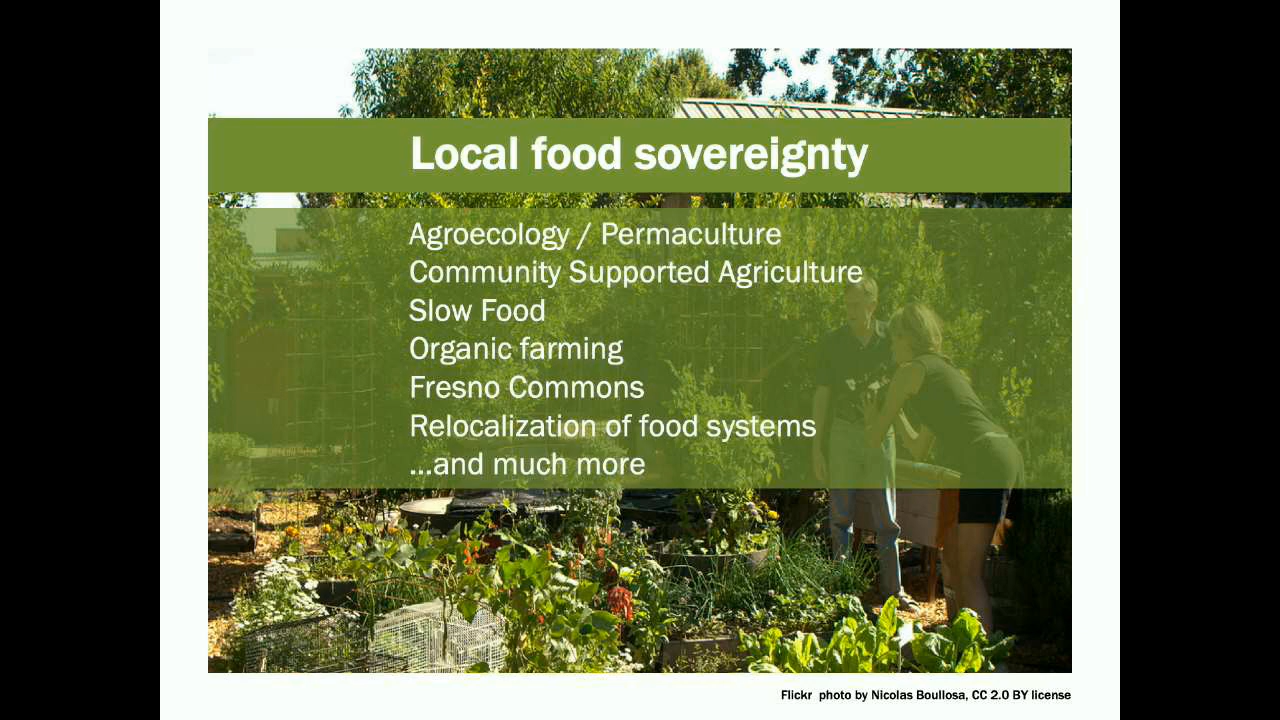 Local food sovereignty
Agroecology / Permaculture
Community Supported Agriculture
Slow Food
Organic farming
Fresno Commons
Relocalization of food systems
...and much more
Flickr photo by Nicolas Boullosa, CC 2.0 BY license